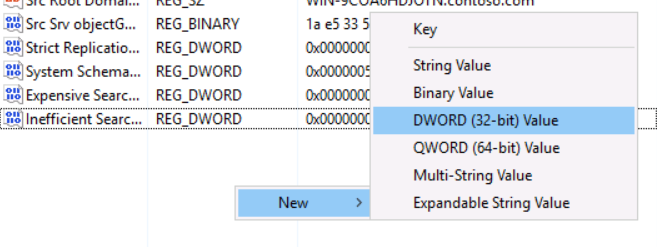 Src Root Domai... REG_SZ WIN-9COA0HDJOYN.contoso.com
Src Srv objectG... REG_BINARY 1a e5 33 5
Strict Replicatio... REG_DWORD 0x0000000
System Schema... REG_DWORD 0x0000005
Expensive Searc... REG_DWORD 0x0000000
Inefficient Searc... REG_DWORD 0x0000000
New
Key
String Value
Binary Value
DWORD (32-bit) Value
QWORD (64-bit) Value
Multi-String Value
Expandable String Value